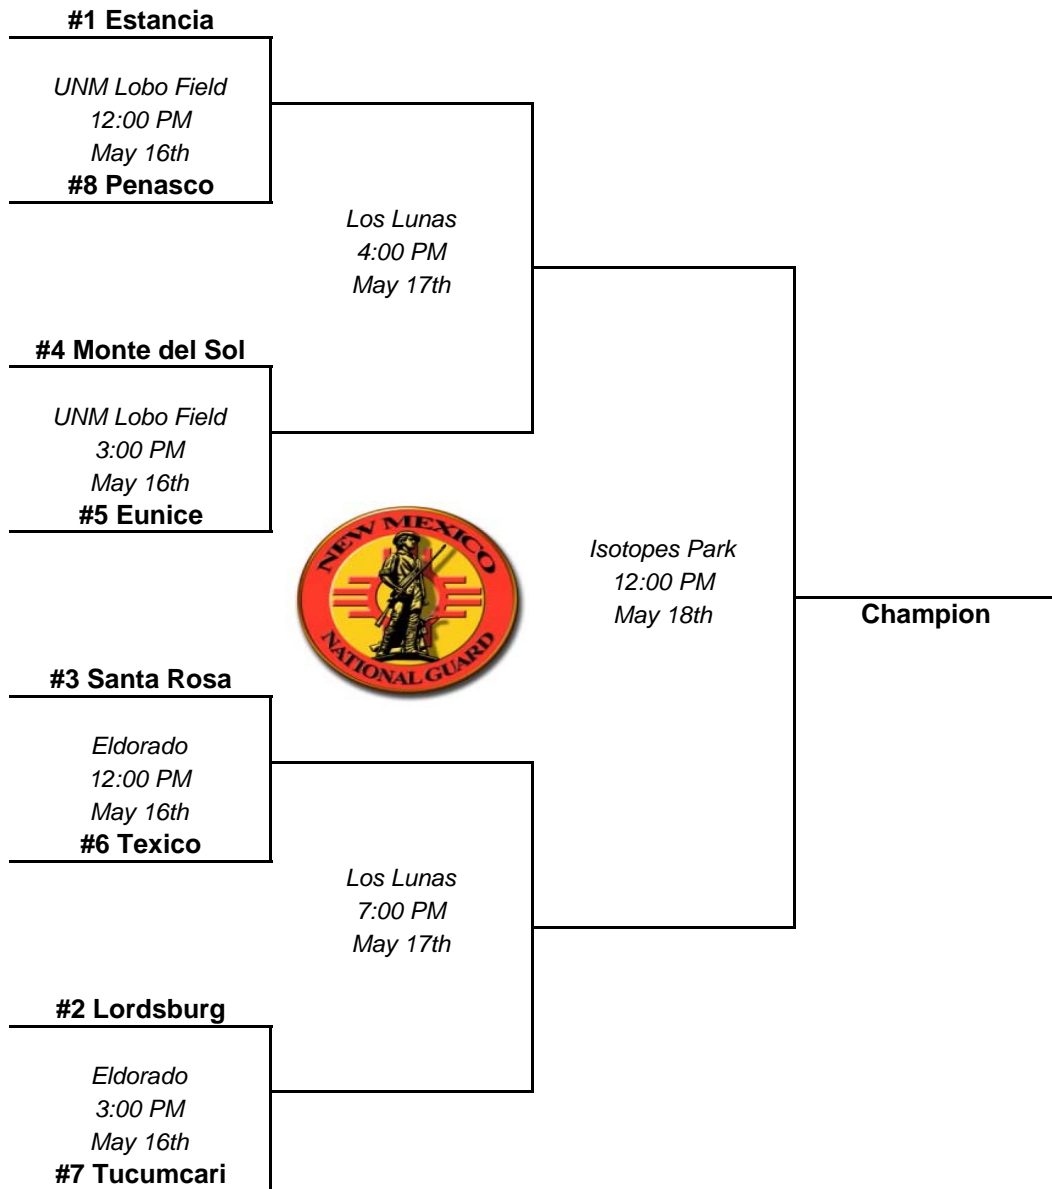 #1 Estancia
UNM Lobo Field
12:00 PM
May 16th
#8 Penasco
Los Lunas
4:00 PM
May 17th
#4 Monte del Sol
UNM Lobo Field
3:00 PM
May 16th
#5 Eunice
NEW MEXICO
NATIONAL GUARD
Isotopes Park
12:00 PM
May 18th
Champion
#3 Santa Rosa
Eldorado
12:00 PM
May 16th
#6 Texico
Los Lunas
7:00 PM
May 17th
#2 Lordsburg
Eldorado
3:00 PM
May 16th
#7 Tucumcari